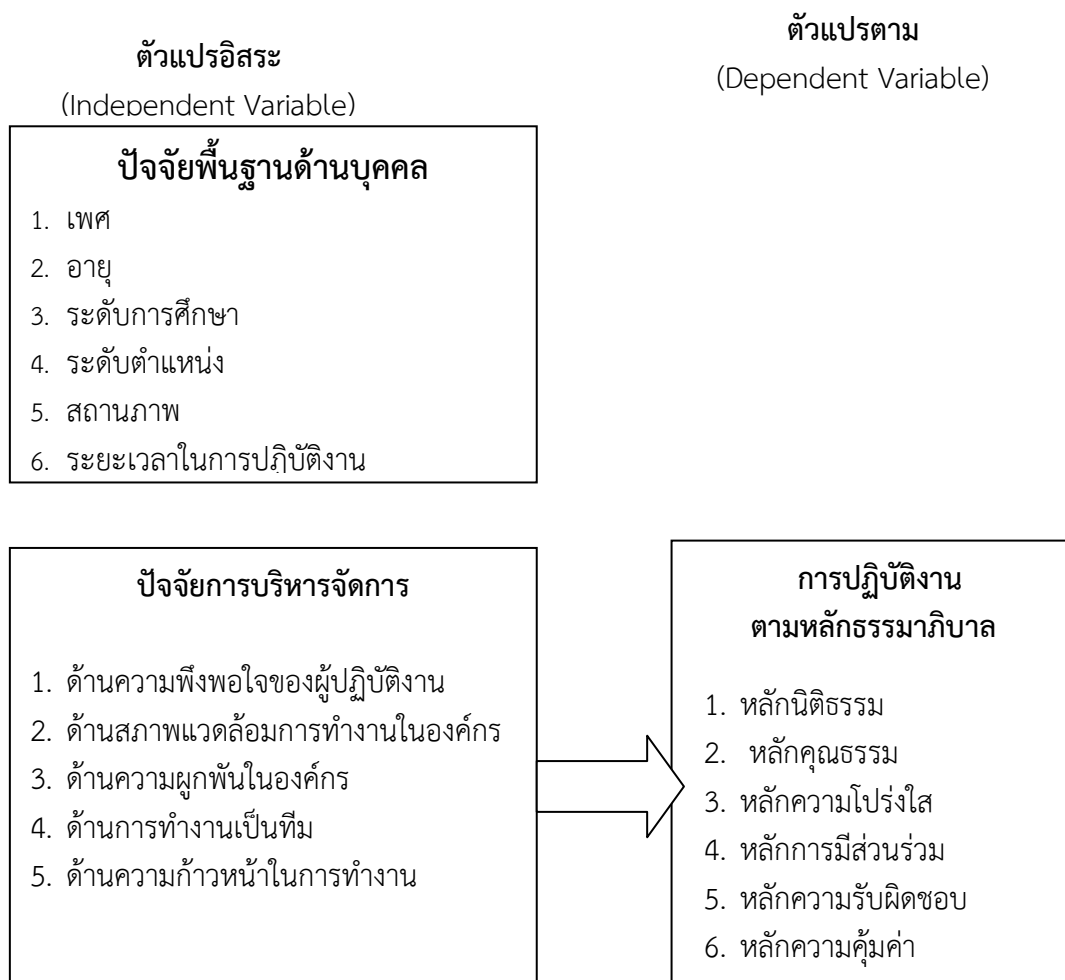 ตัวแปรอิสระ
(Independent Variable)
ตัวแปรตาม
(Dependent Variable)
ปัจจัยพื้นฐานด้านบุคคล
1. เพศ
2. อายุ
3. ระดับการศึกษา
4. ระดับตำแหน่ง
5. สถานภาพ
6. ระยะเวลาในการปฏิบัติงาน
ปัจจัยการบริหารจัดการ
1. ด้านความพึงพอใจของผู้ปฏิบัติงาน
2. ด้านสภาพแวดล้อมการทำงานในองค์กร
3. ด้านความผูกพันในองค์กร
4. ด้านการทำงานเป็นทีม
5. ด้านความก้าวหน้าในการทำงาน
การปฏิบัติงาน
ตามหลักธรรมาภิบาล
1. หลักนิติธรรม
2. หลักคุณธรรม
3. หลักความโปร่งใส
4. หลักการมีส่วนร่วม
5. หลักความรับผิดชอบ
6. หลักความคุ้มค่า